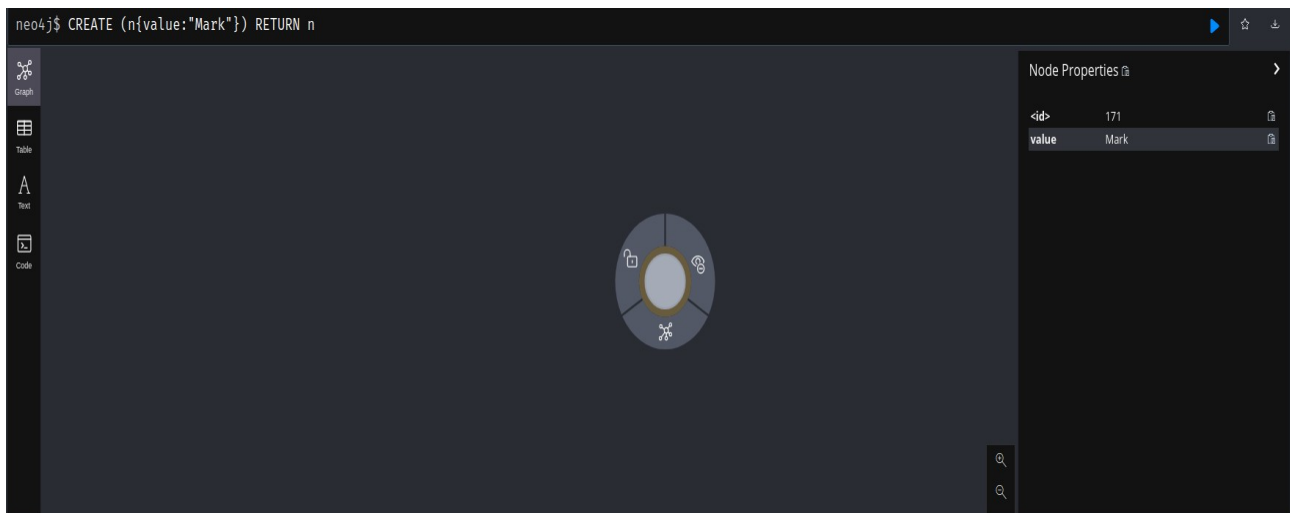 neo4j$ CREATE (n{value:"Mark"}) RETURN n
Graph
Table
Text
Code
Node Properties
<id> 171
value Mark